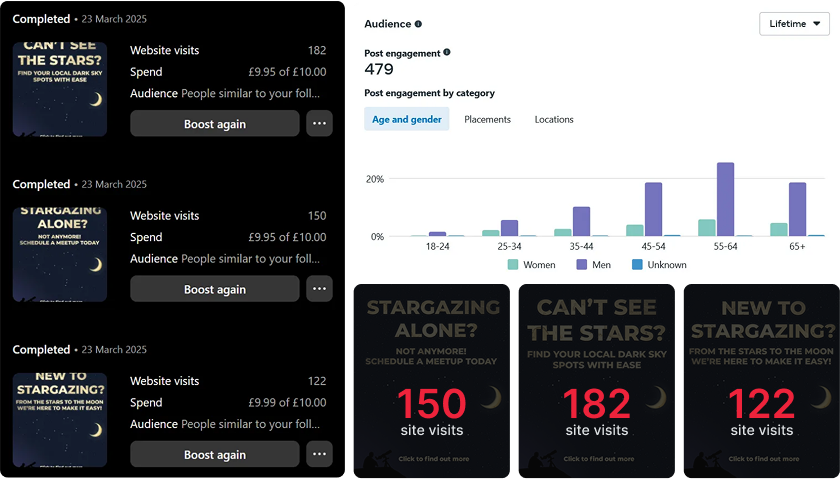 Completed • 23 March 2025
CAN'T SEE
THE STARS?
FIND YOUR LOCAL DARK SKY
SPOTS WITH EASE
Click to find out more
Website visits 182
Spend £9.95 of £10.00
Audience People similar to your foll...
Boost again
Completed • 23 March 2025
STARGAZING
ALONE?
NOT ANYMORE!
SCHEDULE A MEETUP TODAY
Website visits 150
Spend £9.95 of £10.00
Audience People similar to your foll...
Boost again
Completed • 23 March 2025
NEW TO
STARGAZING?
FROM THE STARS TO THE MOON
WE'RE HERE TO MAKE IT EASY!
Website visits 122
Spend £9.99 of £10.00
Audience People similar to your foll...
Boost again
Audience
Lifetime
Post engagement
479
Post engagement by category
Age and gender Placements Locations
20%
0%
18-24 25-34 35-44 45-54 55-64 65+
Women Men Unknown
STARGAZING
ALONE?
NOT ANYMORE!
SCHEDULE A MEETUP TODAY
150
site visits
Click to find out more
CAN'T SEE
THE STARS?
FIND YOUR LOCAL DARK SKY
SPOTS WITH EASE
182
site visits
Click to find out more
NEW TO
STARGAZING?
FROM THE STARS TO THE MOON
WE'RE HERE TO MAKE IT EASY!
122
site visits
Click to find out more